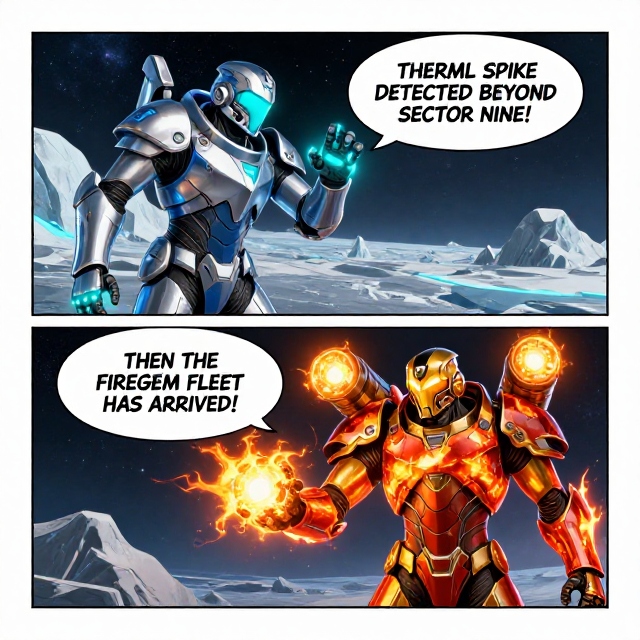 THERML SPIKE
DETECTED BEYOND
SECTOR NINE!
THEN THE
FIREGEM FLEET
HAS ARRIVED!